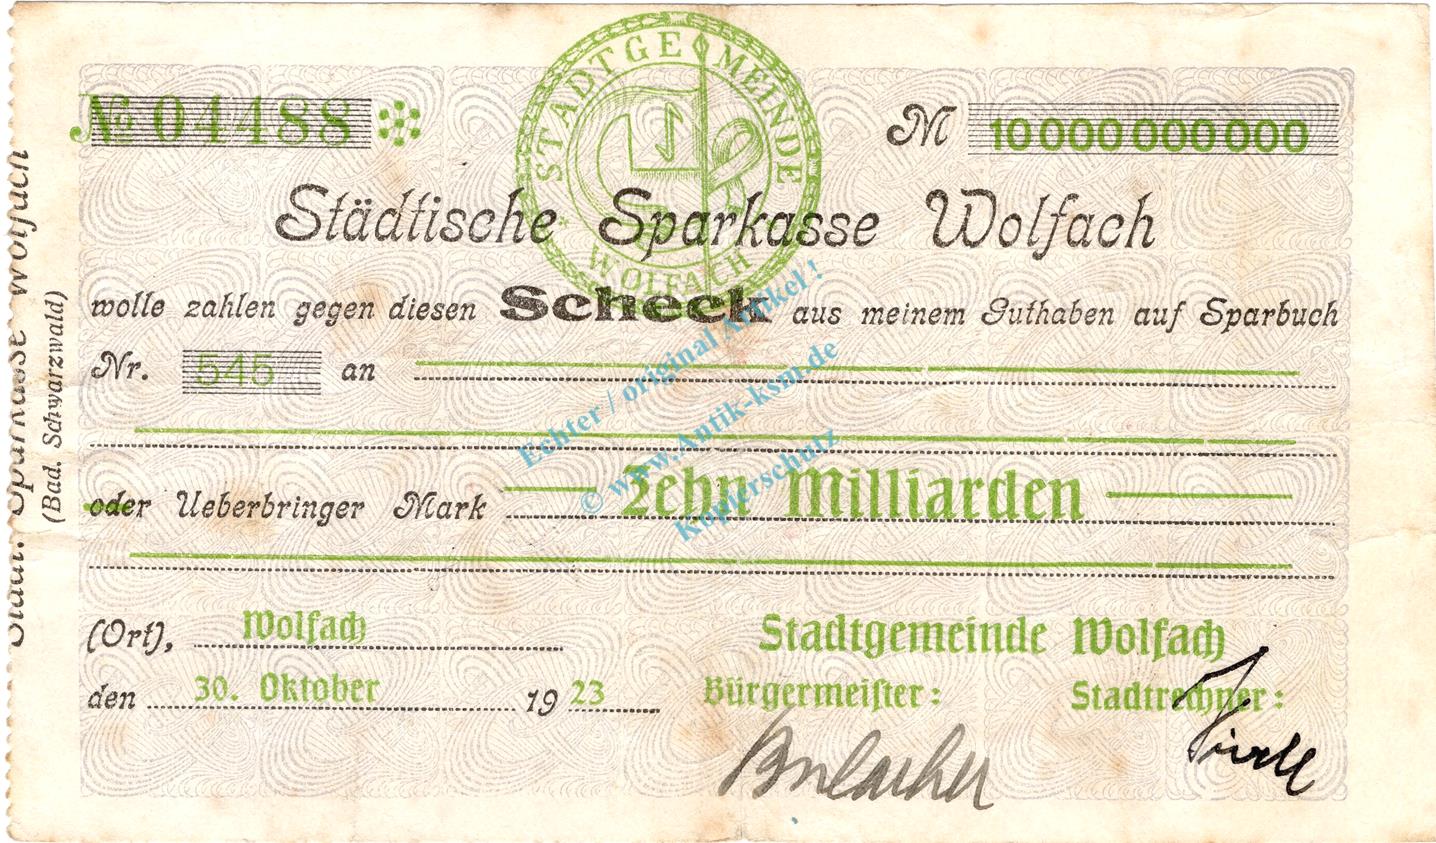 № 04488
M 10 000 000 000
STADTGEMEINDE
WOLFACH
Städtische Sparkasse Wolfach
wolle zahlen gegen diesen Scheck aus meinem Guthaben auf Sparbuch
Nr. 545 an
oder Ueberbringer Mark Zehn Milliarden
(Ort), Wolfach
den 30. Oktober 1923
Stadtgemeinde Wolfach
Bürgermeister: Stadtrechner:
Städt. Sparkasse Wolfach
(Bad. Schwarzwald)
Echter / original Artikel !
© www.Antik-ksm.de
Kopierschutz